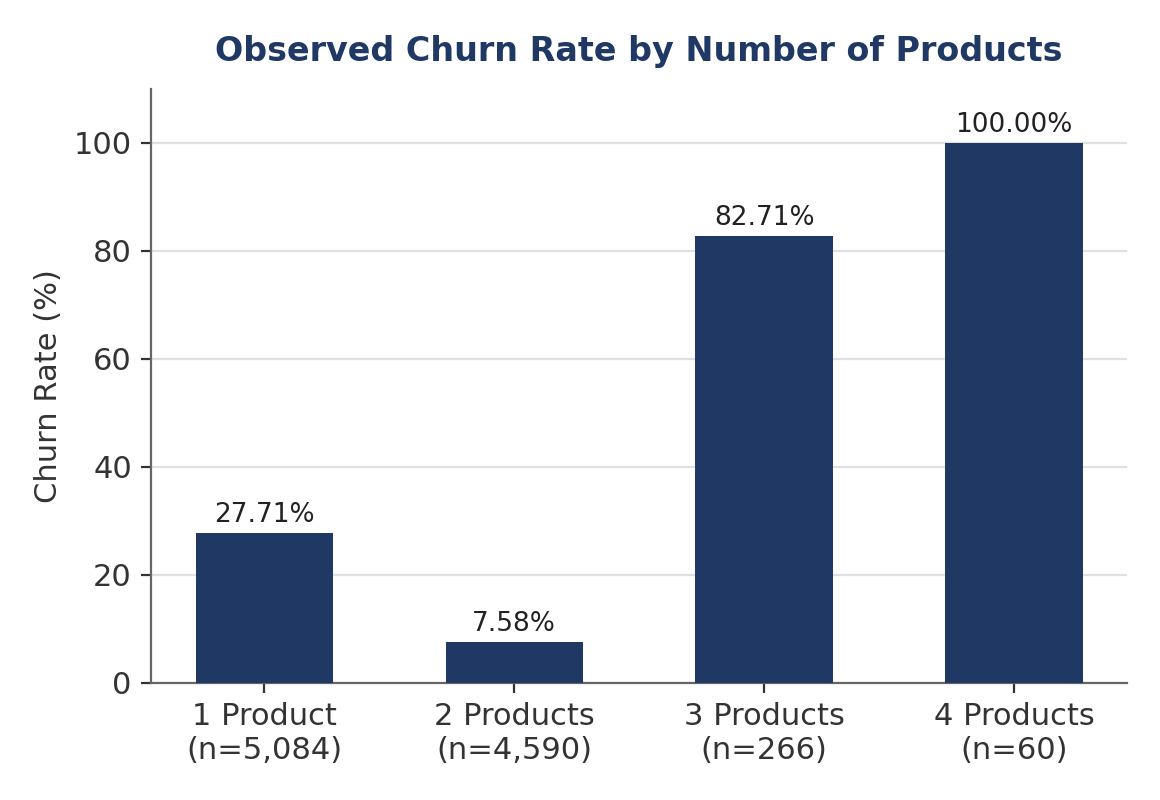 Observed Churn Rate by Number of Products
Churn Rate (%)
100
80
60
40
20
0
27.71%
7.58%
82.71%
100.00%
1 Product
(n=5,084)
2 Products
(n=4,590)
3 Products
(n=266)
4 Products
(n=60)